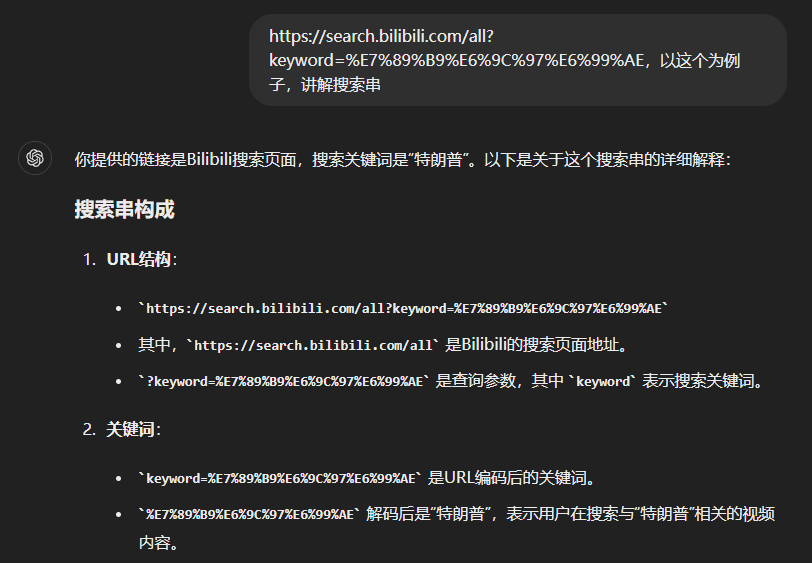 https://search.bilibili.com/all?
keyword=%E7%89%B9%E6%9C%97%E6%99%AE，以这个为例
子，讲解搜索串
你提供的链接是Bilibili搜索页面，搜索关键词是“特朗普”。以下是关于这个搜索串的详细解释：
搜索串构成
1. URL结构：
• `https://search.bilibili.com/all?keyword=%E7%89%B9%E6%9C%97%E6%99%AE`
• 其中，`https://search.bilibili.com/all` 是Bilibili的搜索页面地址。
• `?keyword=%E7%89%B9%E6%9C%97%E6%99%AE` 是查询参数，其中 `keyword` 表示搜索关键词。
2. 关键词：
• `keyword=%E7%89%B9%E6%9C%97%E6%99%AE` 是URL编码后的关键词。
• `%E7%89%B9%E6%9C%97%E6%99%AE` 解码后是“特朗普”，表示用户在搜索与“特朗普”相关的视频
内容。